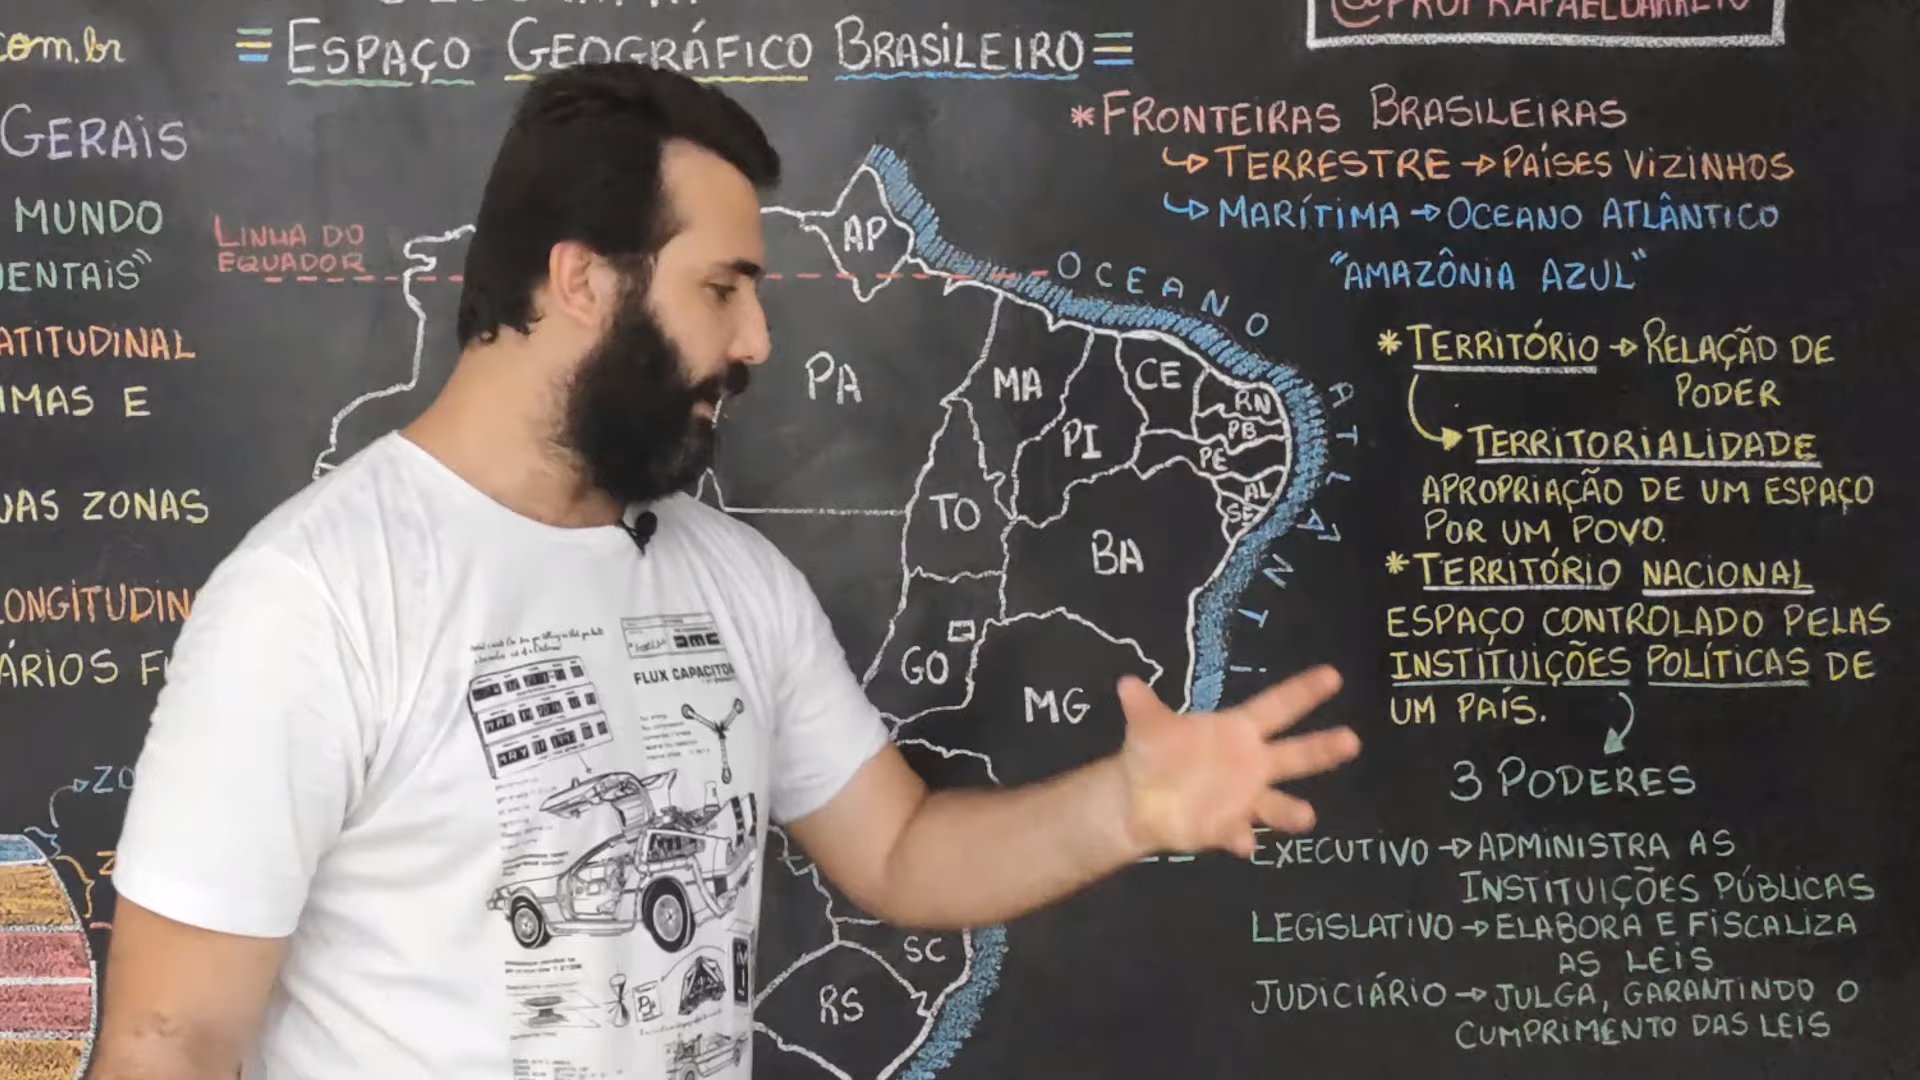 com.br
ESPAÇO GEOGRÁFICO BRASILEIRO
@PROFRAFAELBARRETO
GERAIS
MUNDO
LINHA DO
EQUADOR
AP
PA
MA
CE
RN
PB
PI
PE
AL
SE
TO
BA
GO
MG
SC
RS
OCEANO
ATLÂNTI
* FRONTEIRAS BRASILEIRAS
↳ TERRESTRE → PAÍSES VIZINHOS
↳ MARÍTIMA → OCEANO ATLÂNTICO
"AMAZÔNIA AZUL"
* TERRITÓRIO → RELAÇÃO DE
PODER
TERRITORIALIDADE
APROPRIAÇÃO DE UM ESPAÇO
POR UM POVO.
* TERRITÓRIO NACIONAL
ESPAÇO CONTROLADO PELAS
INSTITUIÇÕES POLÍTICAS DE
UM PAÍS.
3 PODERES
EXECUTIVO → ADMINISTRA AS
INSTITUIÇÕES PÚBLICAS
LEGISLATIVO → ELABORA E FISCALIZA
AS LEIS
JUDICIÁRIO → JULGA, GARANTINDO O
CUMPRIMENTO DAS LEIS
ENTAIS"
ATITUDINAL
IMAS E
UAS ZONAS
LONGITUDIN
ÁRIOS F
ZO
FLUX CAPACITOR